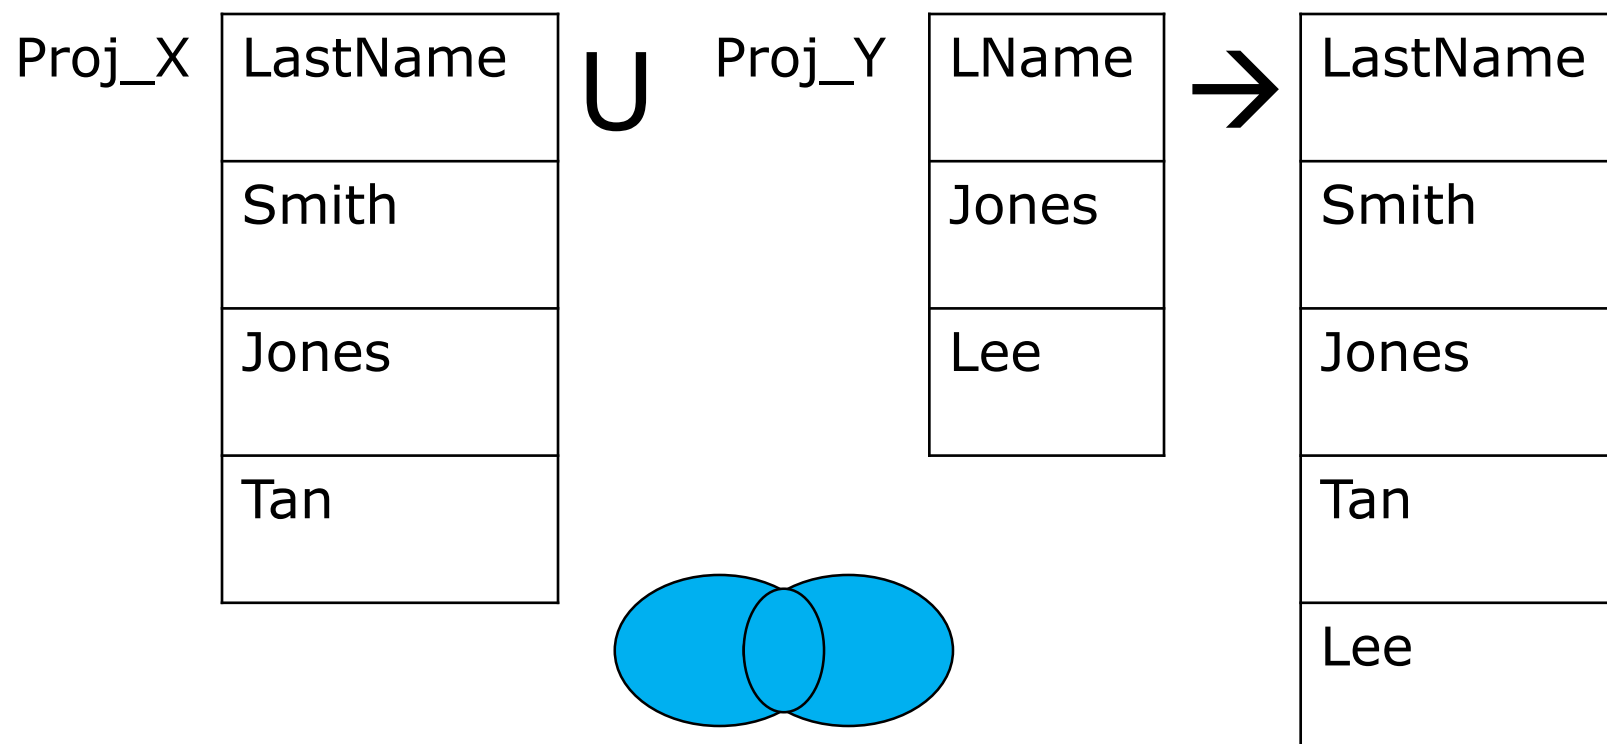 Proj_X LastName U Proj_Y LName → LastName
Smith Jones Smith
Jones Lee Jones
Tan Tan
Lee